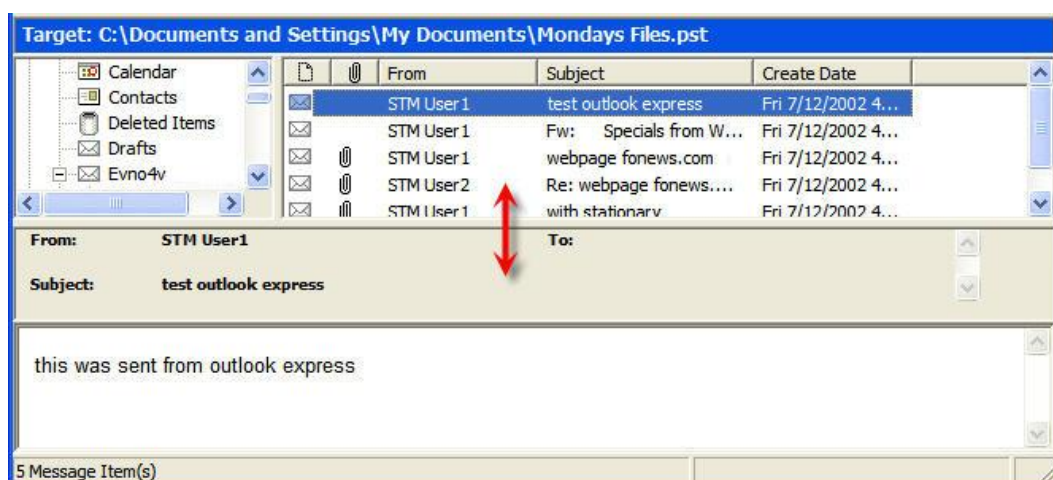 Target: C:\Documents and Settings\My Documents\Mondays Files.pst
Calendar
Contacts
Deleted Items
Drafts
Evno4v
From Subject Create Date
STM User1 test outlook express Fri 7/12/2002 4...
STM User1 Fw: Specials from W... Fri 7/12/2002 4...
STM User1 webpage fonews.com Fri 7/12/2002 4...
STM User2 Re: webpage fonews.... Fri 7/12/2002 4...
STM User1 with stationary Fri 7/12/2002 4...
From: STM User1 To:
Subject: test outlook express
this was sent from outlook express
5 Message Item(s)